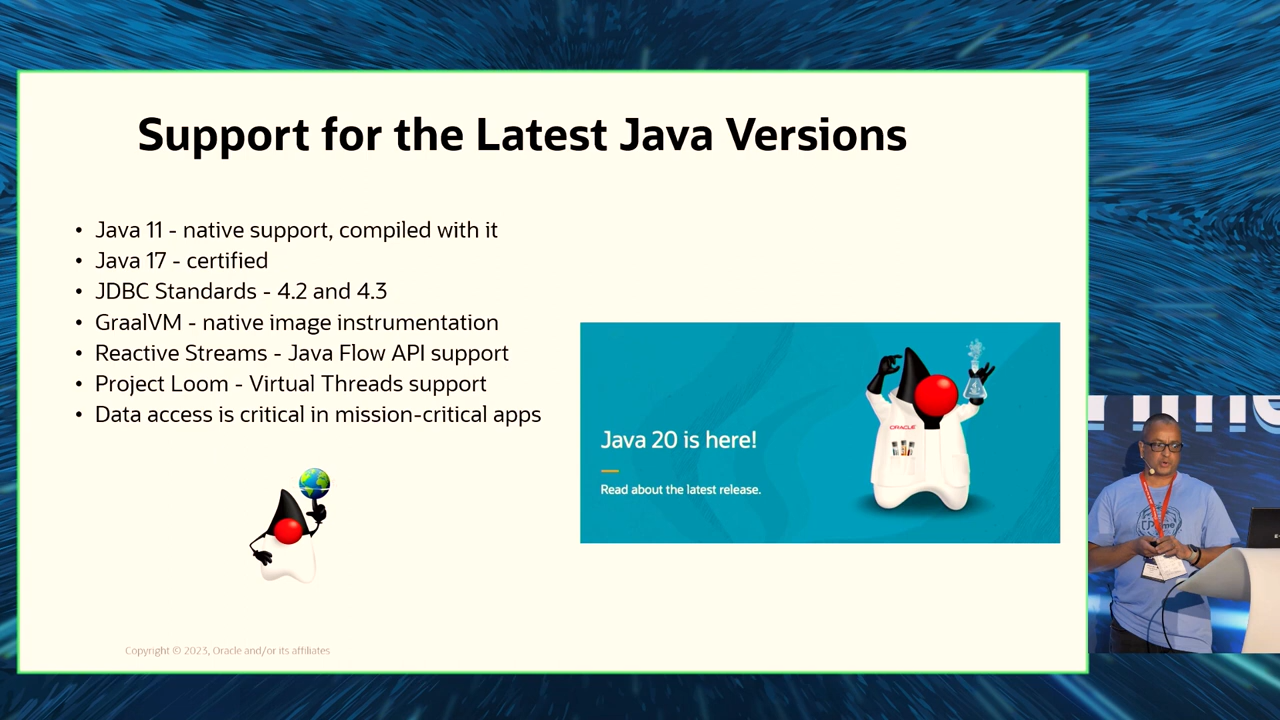 Support for the Latest Java Versions
• Java 11 - native support, compiled with it
• Java 17 - certified
• JDBC Standards - 4.2 and 4.3
• GraalVM - native image instrumentation
• Reactive Streams - Java Flow API support
• Project Loom - Virtual Threads support
• Data access is critical in mission-critical apps
ORACLE
Java 20 is here!
Read about the latest release.
Copyright © 2023, Oracle and/or its affiliates